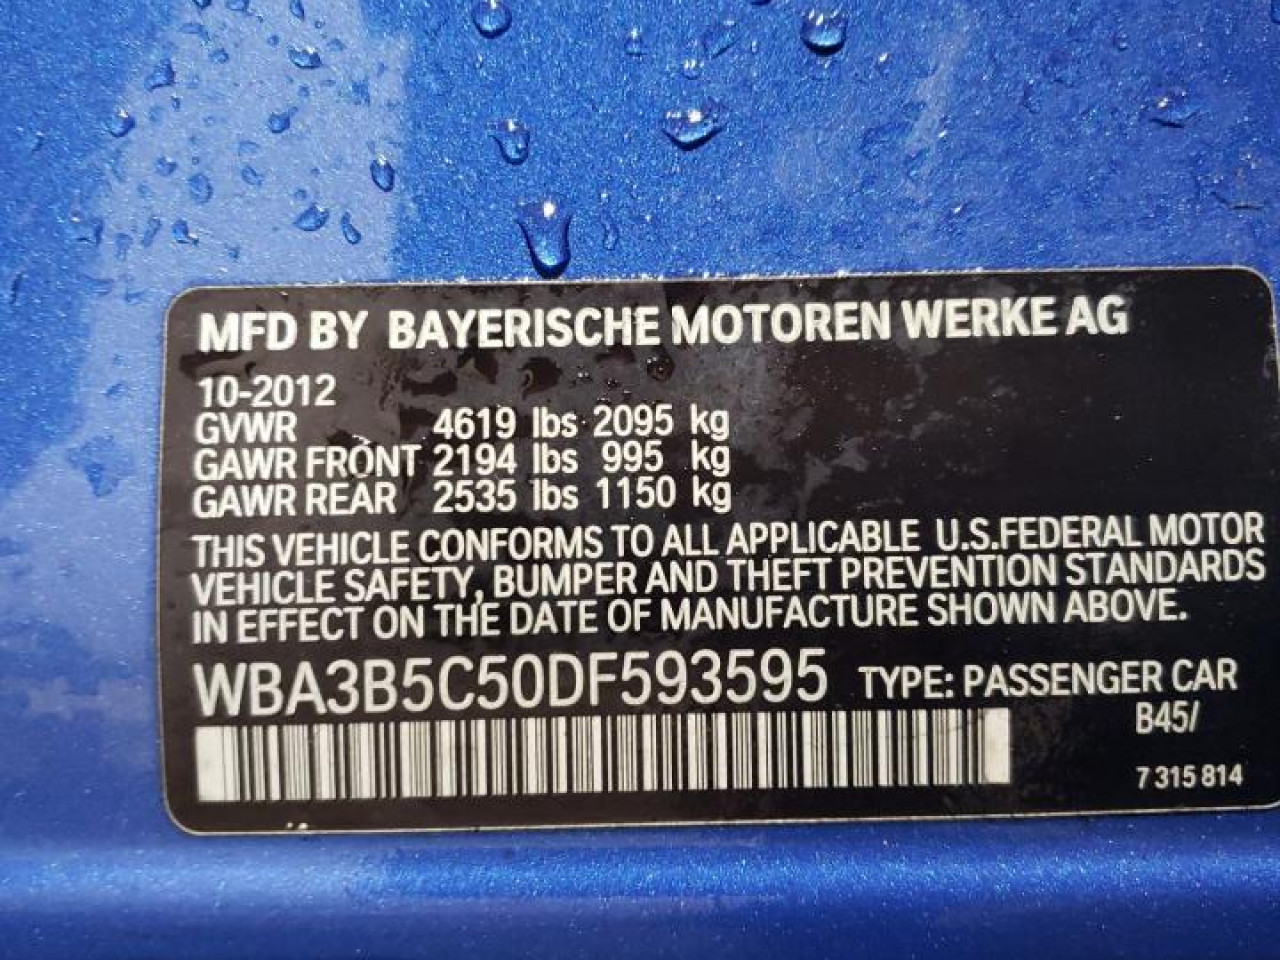 MFD BY BAYERISCHE MOTOREN WERKE AG
10-2012
GVWR 4619 lbs 2095 kg
GAWR FRONT 2194 lbs 995 kg
GAWR REAR 2535 lbs 1150 kg
THIS VEHICLE CONFORMS TO ALL APPLICABLE U.S.FEDERAL MOTOR
VEHICLE SAFETY, BUMPER AND THEFT PREVENTION STANDARDS
IN EFFECT ON THE DATE OF MANUFACTURE SHOWN ABOVE.
WBA3B5C50DF593595 TYPE: PASSENGER CAR
B45/
7 315 814